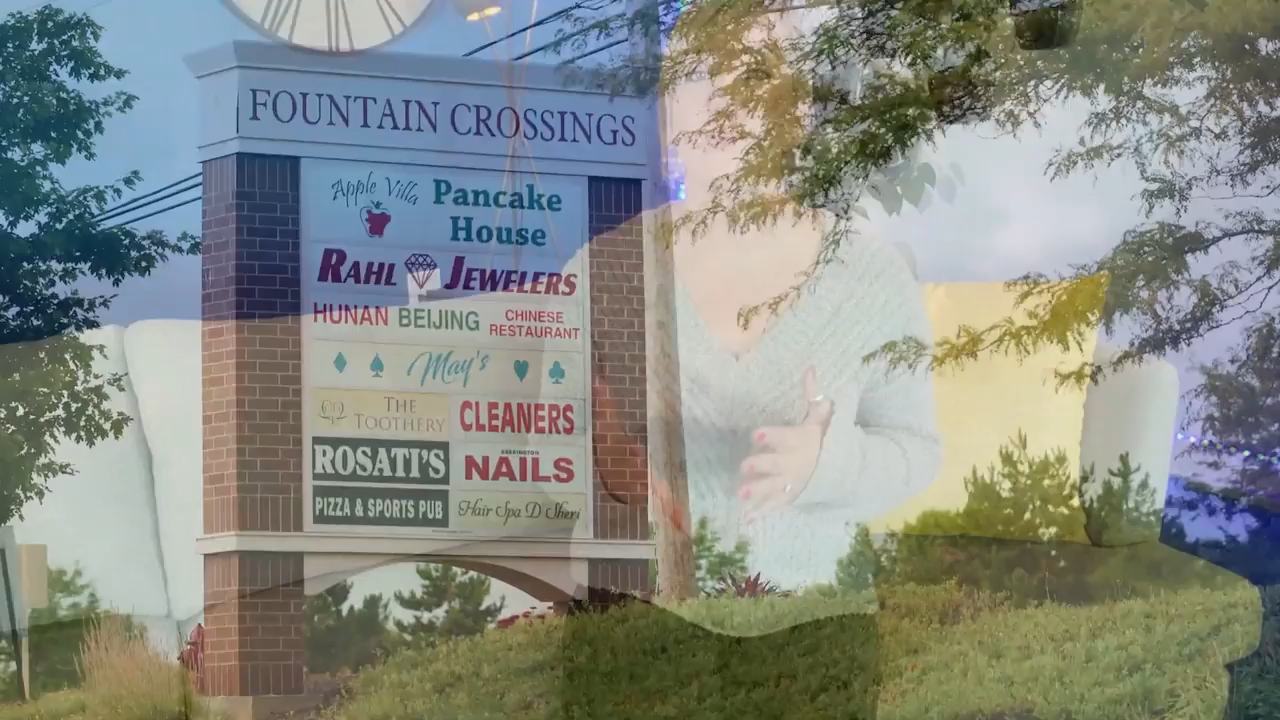 FOUNTAIN CROSSINGS
Apple Villa
Pancake
House
RAHL JEWELERS
HUNAN BEIJING
CHINESE
RESTAURANT
May's
THE
TOOTHERY
CLEANERS
ROSATI'S
PIZZA & SPORTS PUB
BARRINGTON
NAILS
Hair Spa D Sheri